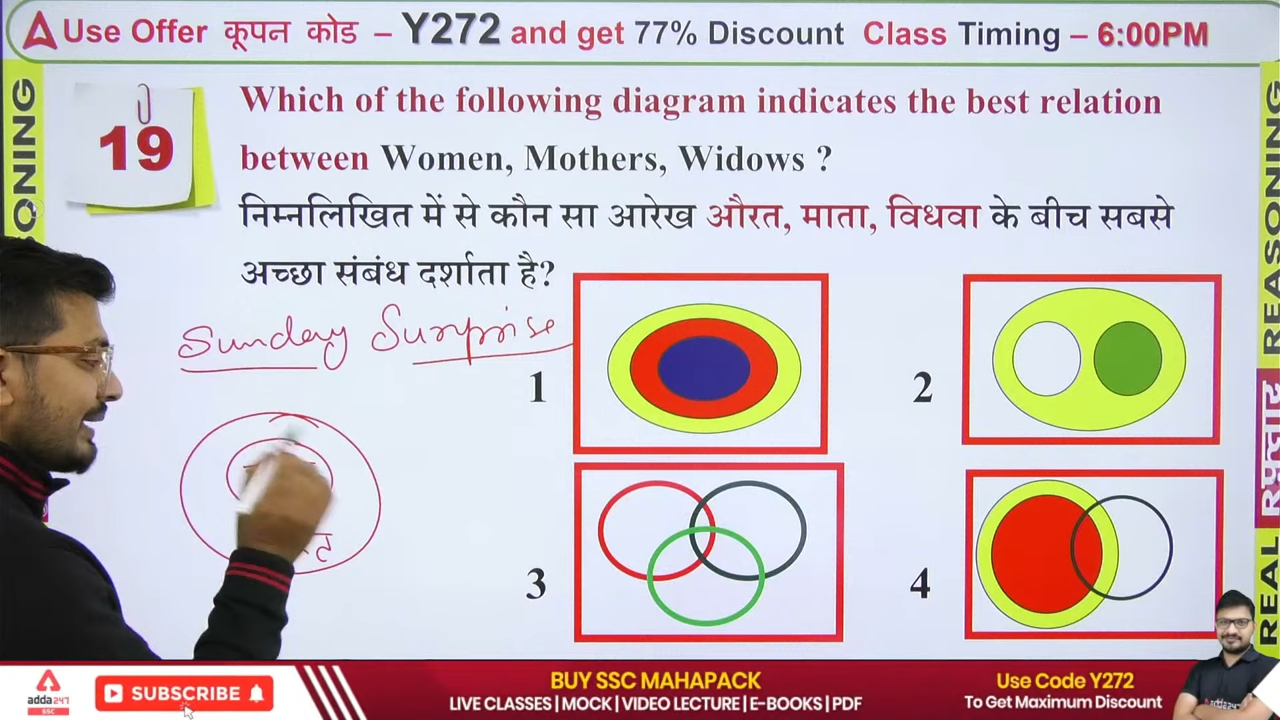 Use Offer कूपन कोड – Y272 and get 77% Discount Class Timing – 6:00PM
ONING
19
Which of the following diagram indicates the best relation
between Women, Mothers, Widows ?
निम्नलिखित में से कौन सा आरेख औरत, माता, विधवा के बीच सबसे
अच्छा संबंध दर्शाता है?
Sunday Surprise
1
2
3
4
REAL
REASONING
adda247
SSC
SUBSCRIBE
BUY SSC MAHAPACK
LIVE CLASSES | MOCK | VIDEO LECTURE | E-BOOKS | PDF
Use Code Y272
To Get Maximum Discount